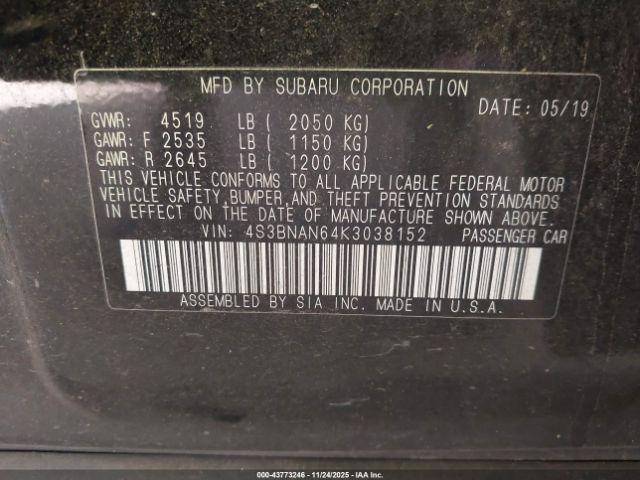 MFD BY SUBARU CORPORATION
DATE: 05/19
GVWR: 4519 LB ( 2050 KG)
GAWR: F 2535 LB ( 1150 KG)
GAWR: R 2645 LB ( 1200 KG)
THIS VEHICLE CONFORMS TO ALL APPLICABLE FEDERAL MOTOR
VEHICLE SAFETY, BUMPER, AND THEFT PREVENTION STANDARDS
IN EFFECT ON THE DATE OF MANUFACTURE SHOWN ABOVE.
VIN: 4S3BNAN64K3038152 PASSENGER CAR
ASSEMBLED BY SIA INC. MADE IN U.S.A.
000-43773246 - 11/24/2025 - IAA Inc.